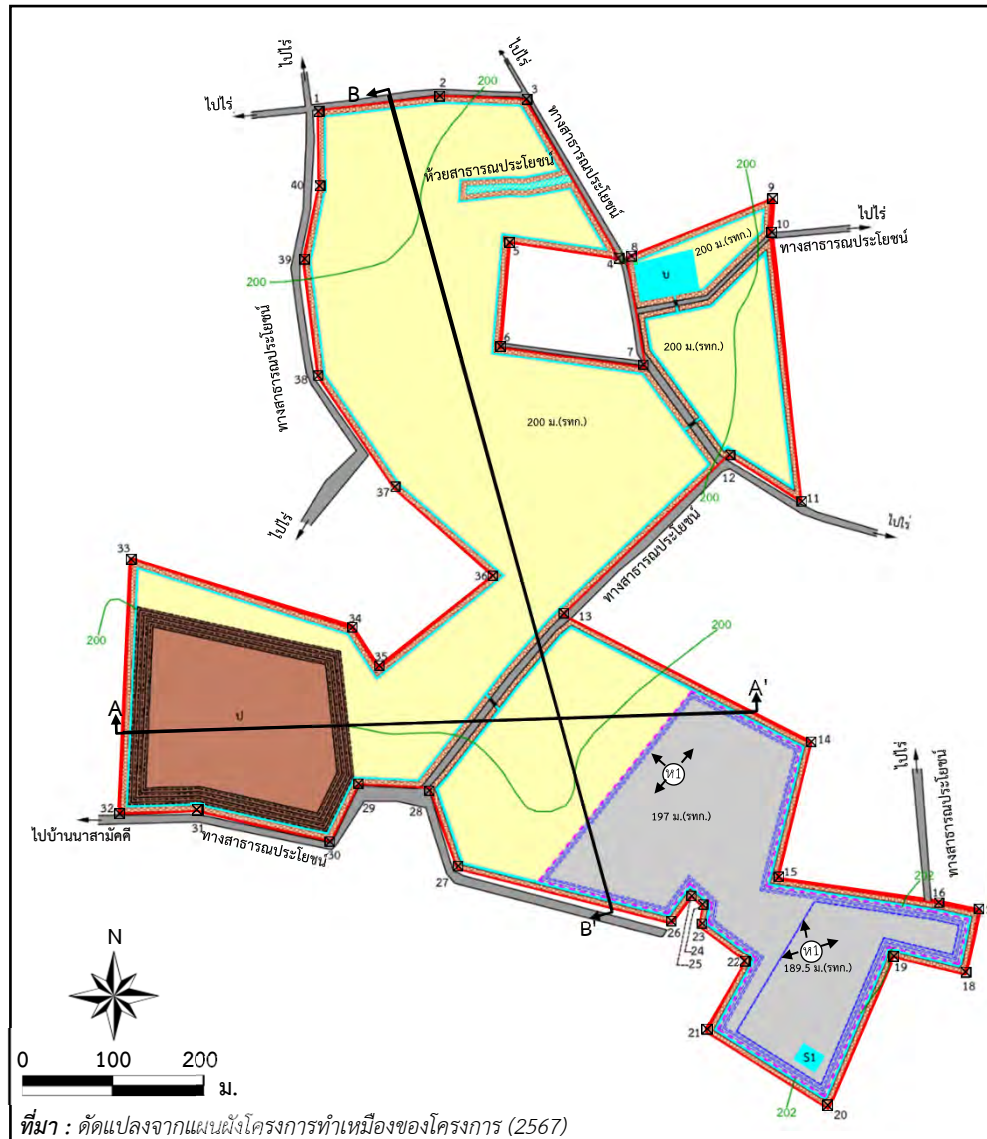 ไปไร่
ไปไร่
ไปไร่
1
B
2
200
3
ทางสาธารณประโยชน์
ห้วยสาธารณประโยชน์
40
200
9
5
4
8
10
ไปไร่
ทางสาธารณประโยชน์
200 ม.(รทก.)
บ
39
200
ทางสาธารณประโยชน์
6
7
200 ม.(รทก.)
38
200 ม.(รทก.)
37
ไปไร่
12
200
11
ไปไร่
ทางสาธารณประโยชน์
33
36
34
35
13
200
200
ป
A
A'
14
ห1
197 ม.(รทก.)
ไปไร่
ทางสาธารณประโยชน์
32
31
30
29
28
ไปบ้านนาสามัคคี
ทางสาธารณประโยชน์
27
15
202
16
26
B'
23
24
25
22
ห1
189.5 ม.(รทก.)
19
18
21
S1
202
20
N
0 100 200
ม.
ที่มา : ดัดแปลงจากแผนผังโครงการทำเหมืองของโครงการ (2567)